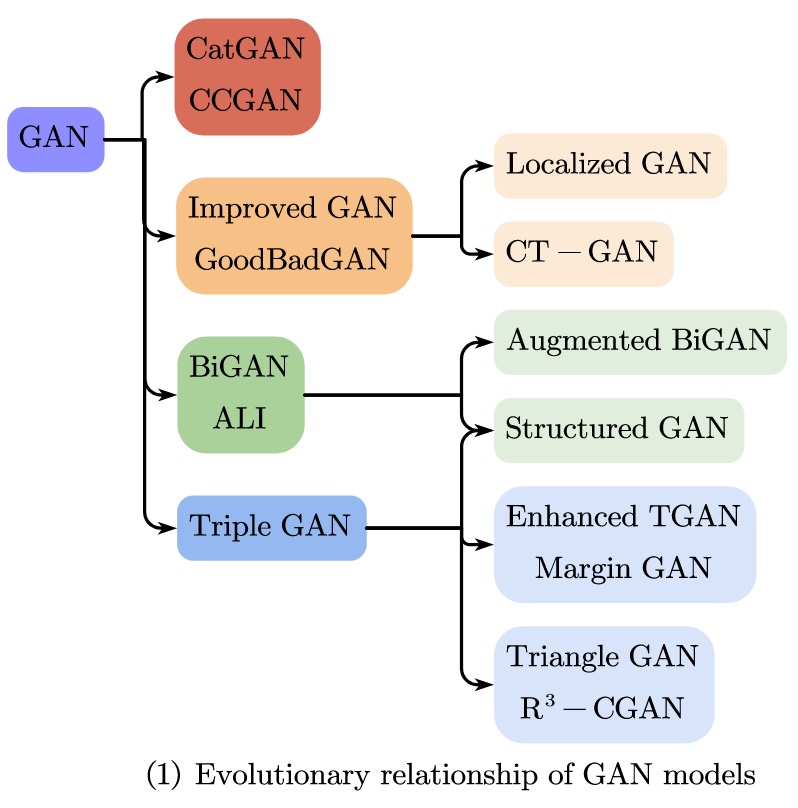 GAN
CatGAN
CCGAN
Improved GAN
GoodBadGAN
BiGAN
ALI
Triple GAN
Localized GAN
CT − GAN
Augmented BiGAN
Structured GAN
Enhanced TGAN
Margin GAN
Triangle GAN
R³ − CGAN
(1) Evolutionary relationship of GAN models